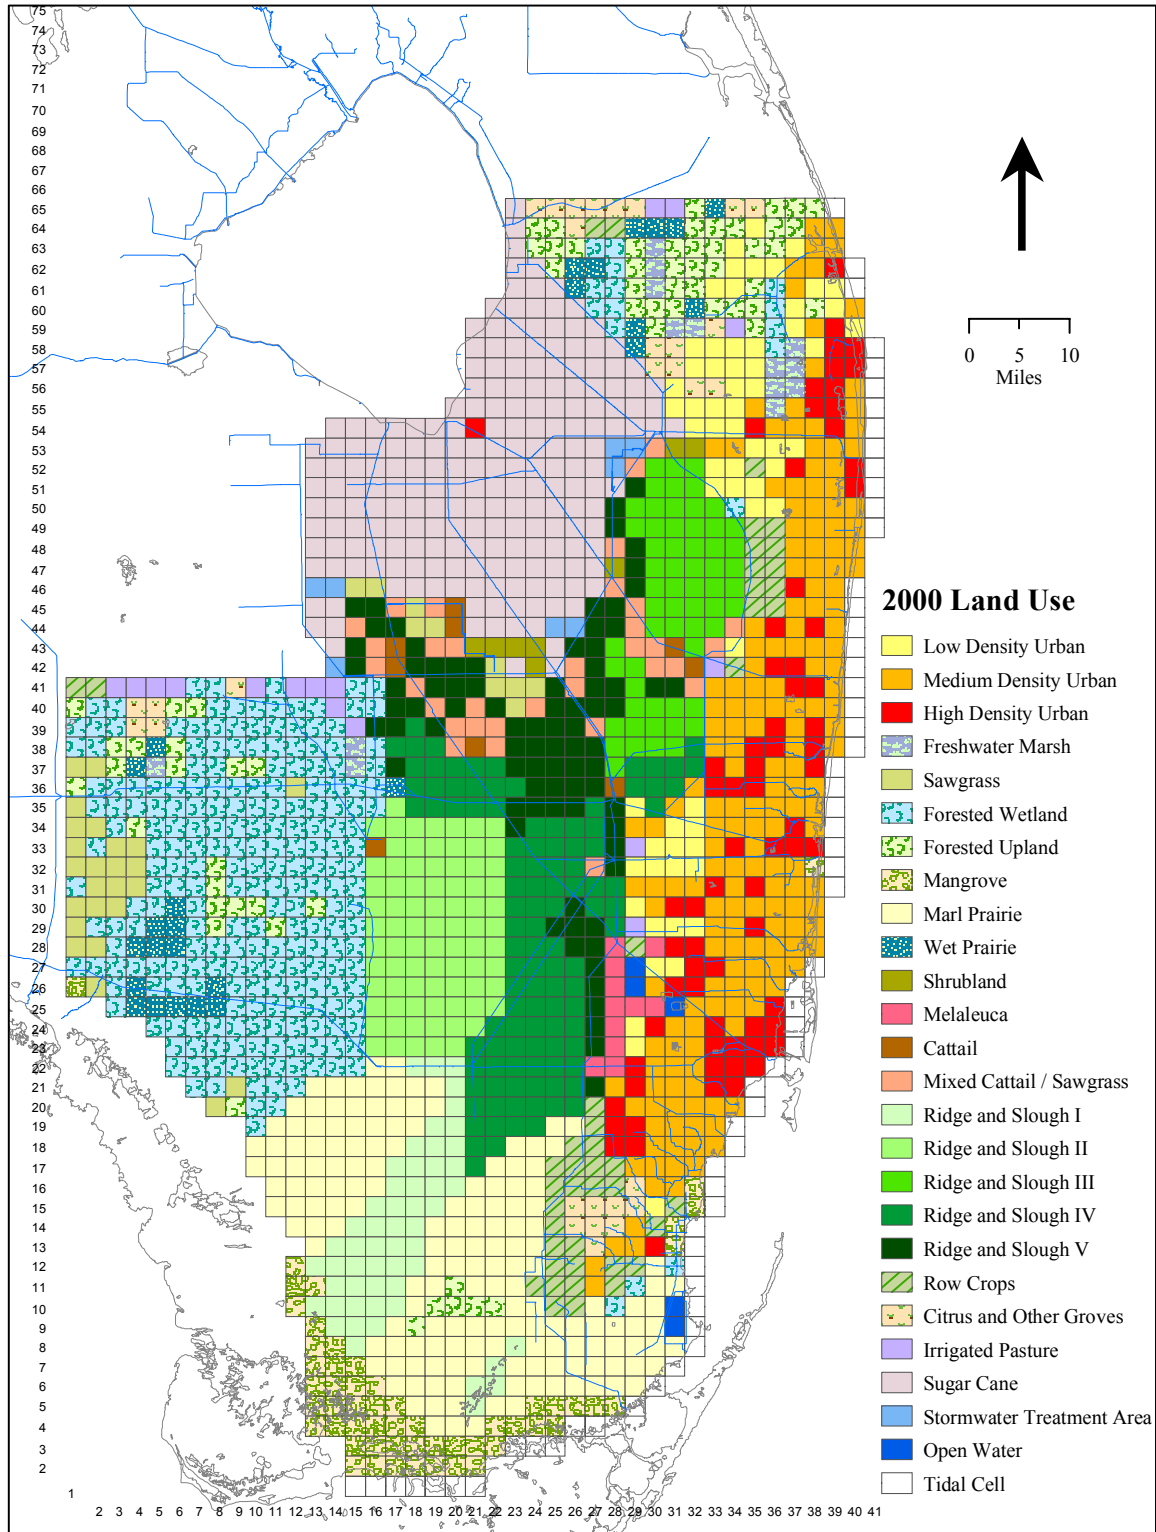 75
74
73
72
71
70
69
68
67
66
65
64
63
62
61
60
59
58
57
56
55
54
53
52
51
50
49
48
47
46
45
44
43
42
41
40
39
38
37
36
35
34
33
32
31
30
29
28
27
26
25
24
23
22
21
20
19
18
17
16
15
14
13
12
11
10
9
8
7
6
5
4
3
2
1
2 3 4 5 6 7 8 9 10 11 12 13 14 15 16 17 18 19 20 21 22 23 24 25 26 27 28 29 30 31 32 33 34 35 36 37 38 39 40 41
0 5 10
Miles
2000 Land Use
Low Density Urban
Medium Density Urban
High Density Urban
Freshwater Marsh
Sawgrass
Forested Wetland
Forested Upland
Mangrove
Marl Prairie
Wet Prairie
Shrubland
Melaleuca
Cattail
Mixed Cattail / Sawgrass
Ridge and Slough I
Ridge and Slough II
Ridge and Slough III
Ridge and Slough IV
Ridge and Slough V
Row Crops
Citrus and Other Groves
Irrigated Pasture
Sugar Cane
Stormwater Treatment Area
Open Water
Tidal Cell